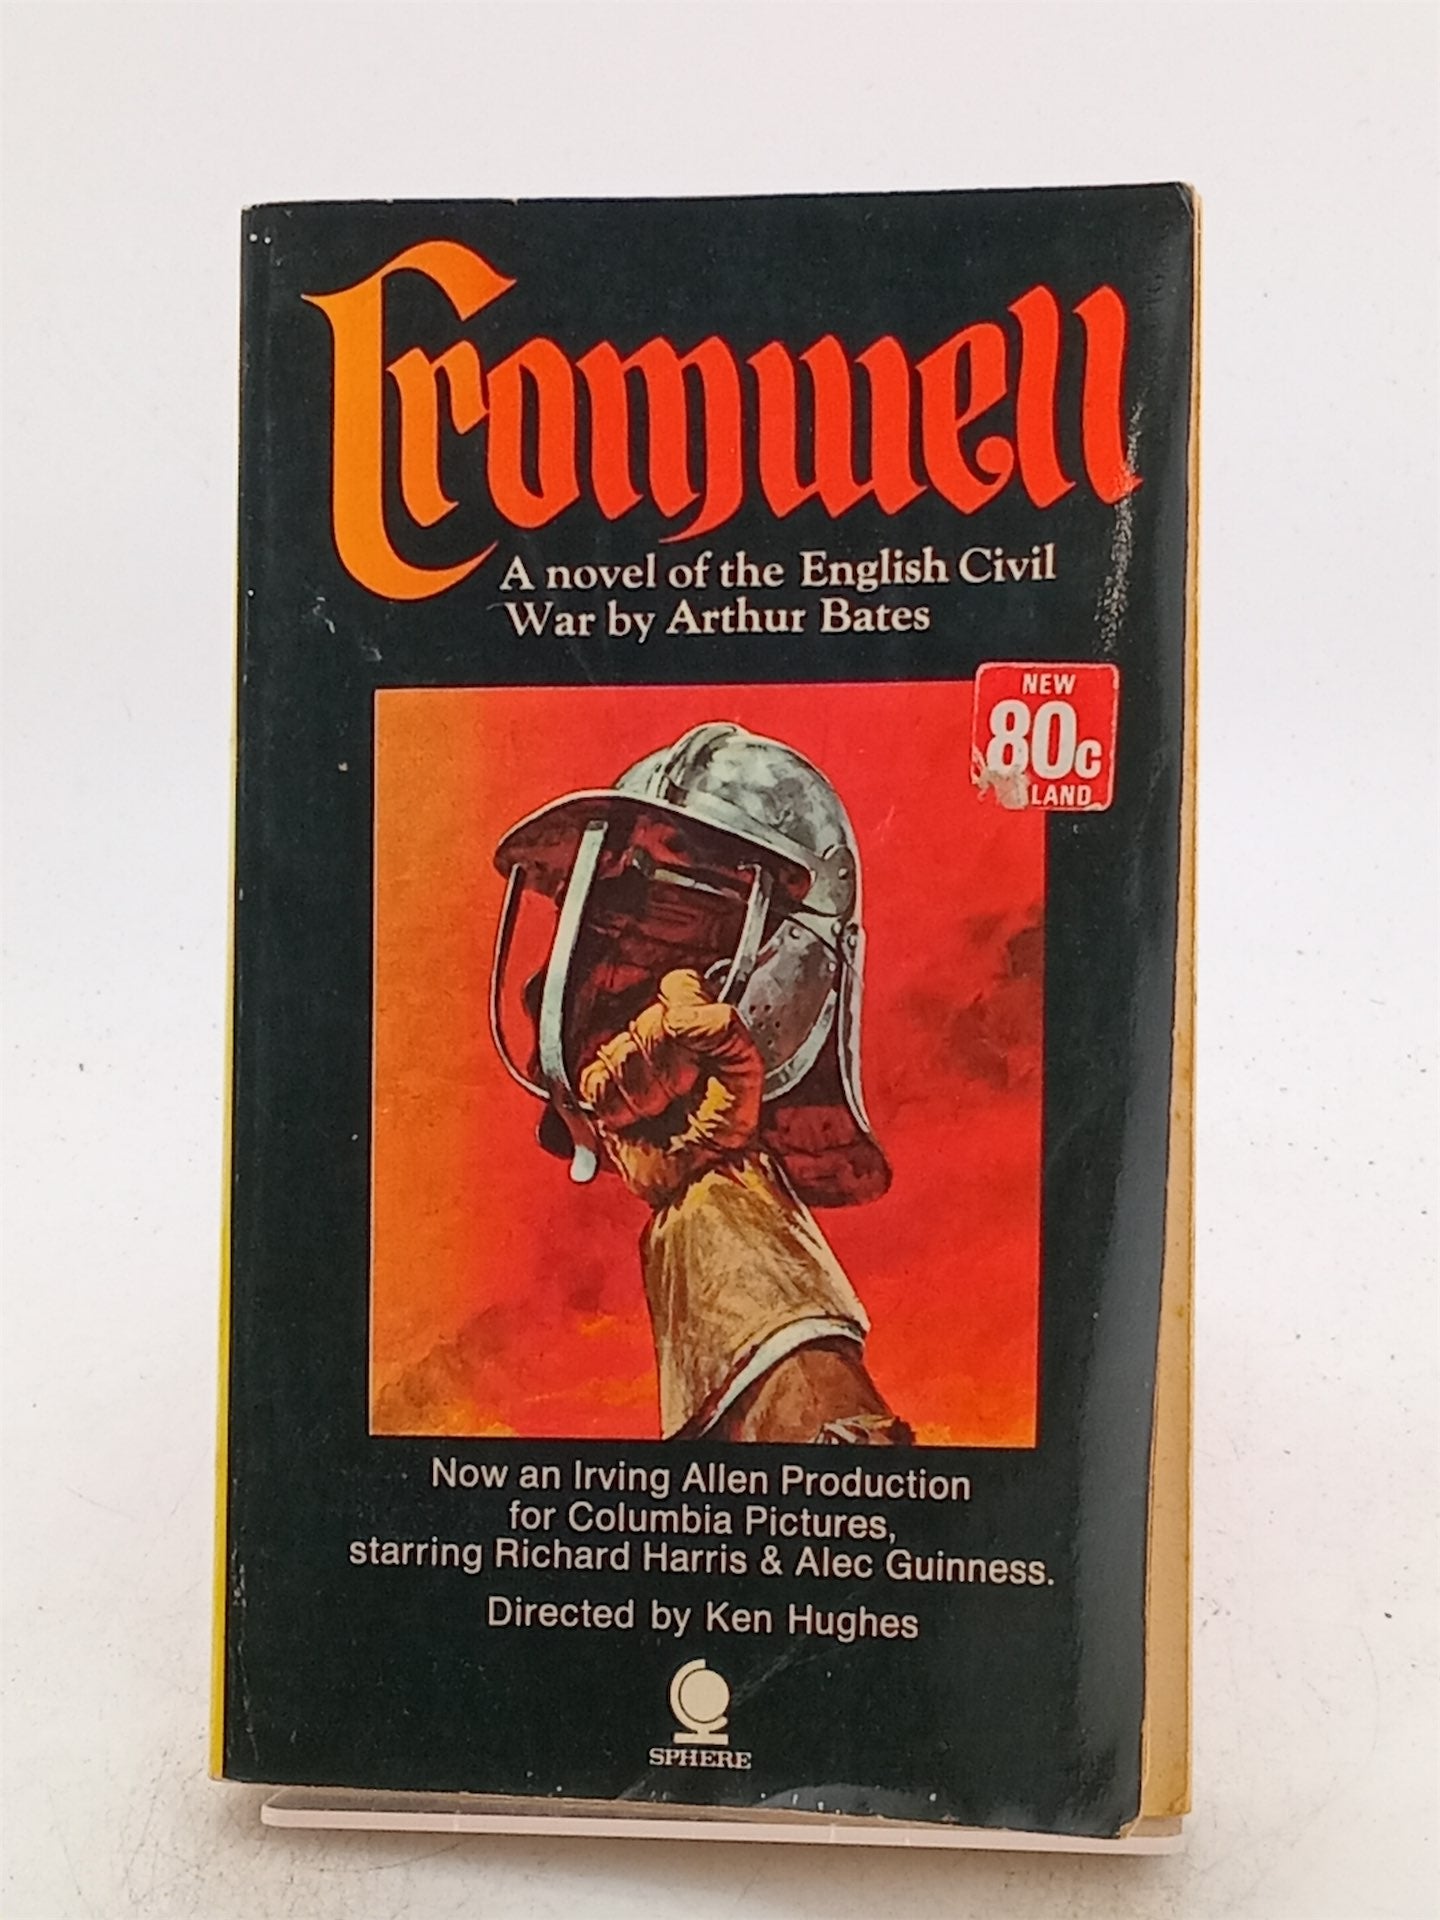 Cromwell
A novel of the English Civil
War by Arthur Bates
NEW
80c
LAND
Now an Irving Allen Production
for Columbia Pictures,
starring Richard Harris & Alec Guinness.
Directed by Ken Hughes
SPHERE